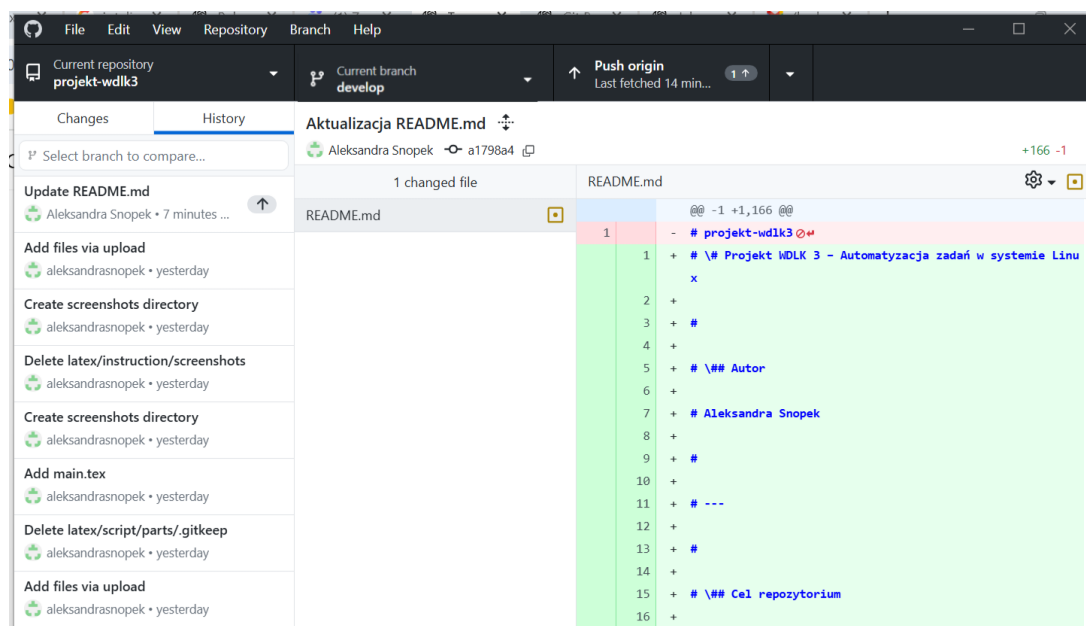 File Edit View Repository Branch Help
Current repository
projekt-wdlk3
Current branch
develop
Push origin
Last fetched 14 min...
1
Changes
History
Select branch to compare...
Update README.md
Aleksandra Snopek • 7 minutes ...
Add files via upload
aleksandrasnopek • yesterday
Create screenshots directory
aleksandrasnopek • yesterday
Delete latex/instruction/screenshots
aleksandrasnopek • yesterday
Create screenshots directory
aleksandrasnopek • yesterday
Add main.tex
aleksandrasnopek • yesterday
Delete latex/script/parts/.gitkeep
aleksandrasnopek • yesterday
Add files via upload
aleksandrasnopek • yesterday
Aktualizacja README.md
Aleksandra Snopek a1798a4
+166 -1
1 changed file
README.md
README.md
@@ -1 +1,166 @@
1 - # projekt-wdlk3
1 + # \# Projekt WDLK 3 – Automatyzacja zadań w systemie Linu
x
2 +
3 + #
4 +
5 + # \## Autor
6 +
7 + # Aleksandra Snopek
8 +
9 + #
10 +
11 + # ---
12 +
13 + #
14 +
15 + # \## Cel repozytorium
16 +